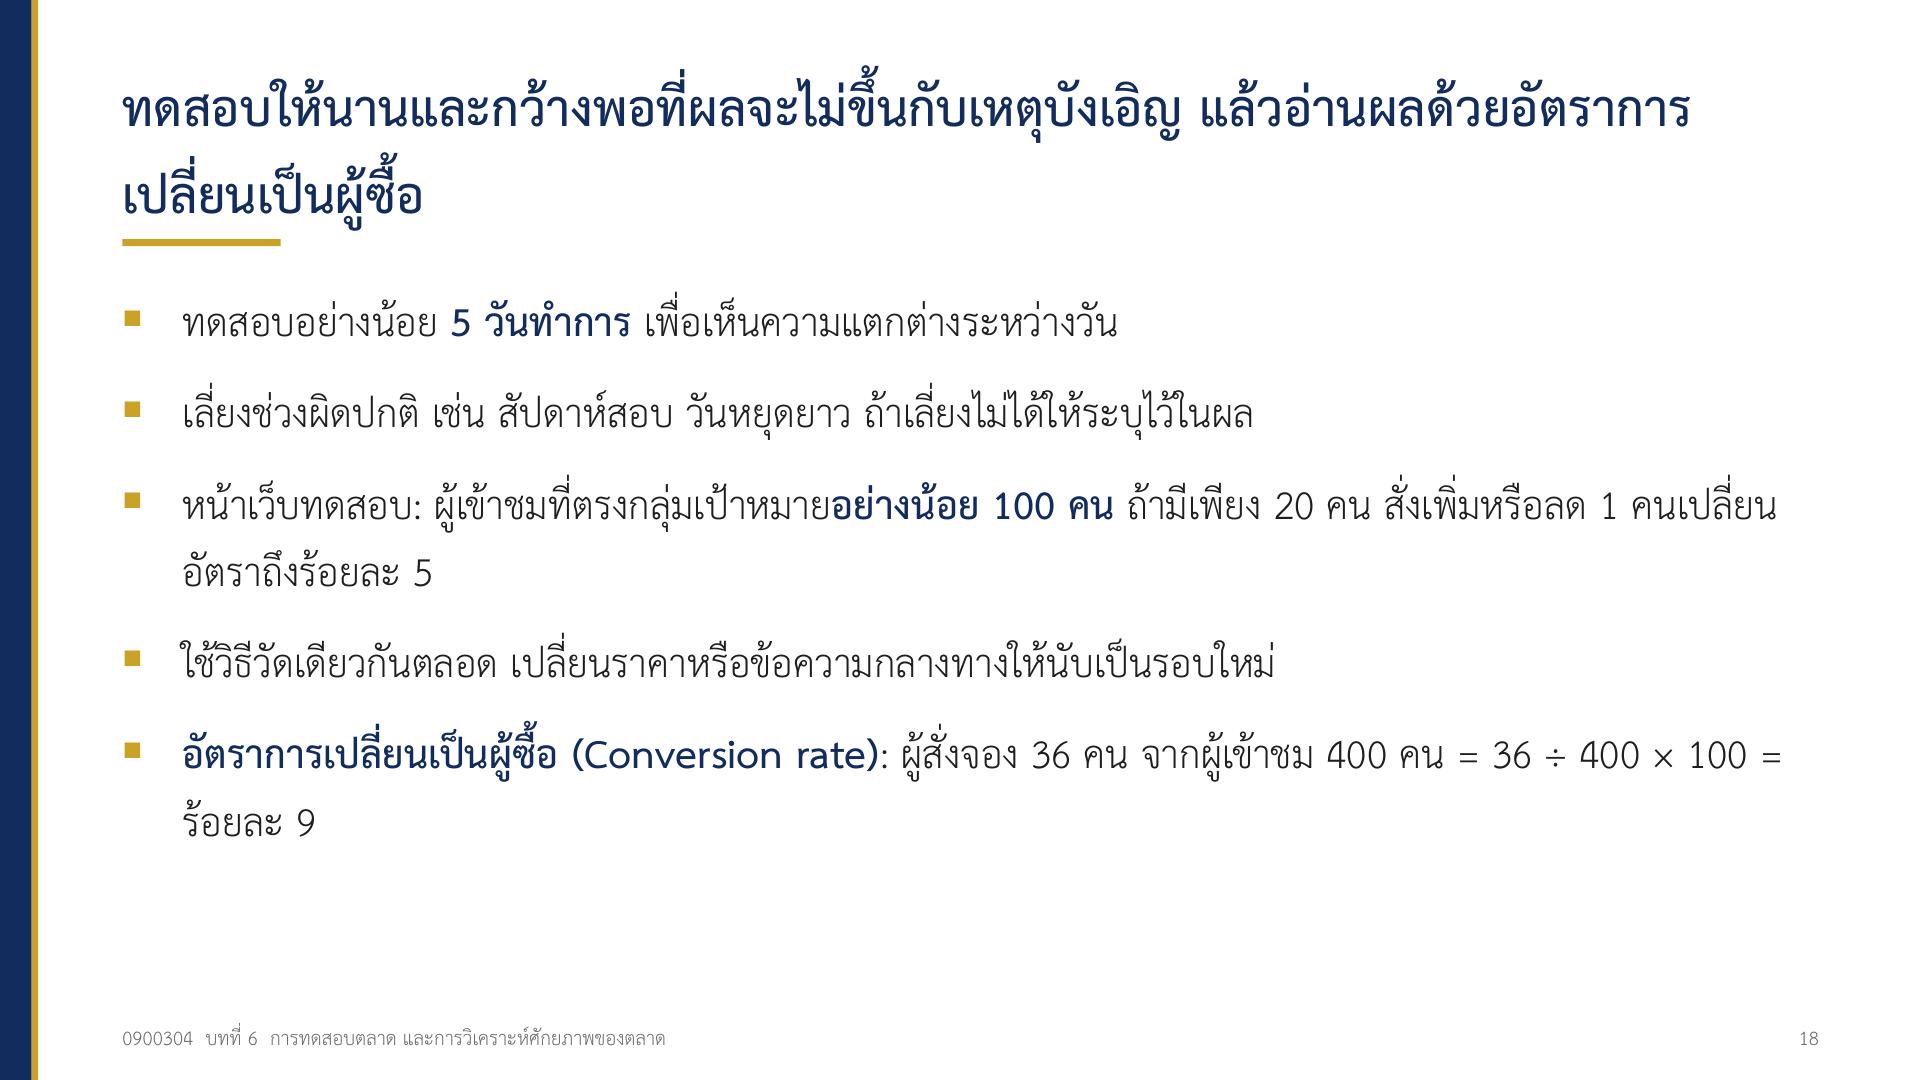 ทดสอบให้นานและกว้างพอที่ผลจะไม่ขึ้นกับเหตุบังเอิญ แล้วอ่านผลด้วยอัตราการ
เปลี่ยนเป็นผู้ซื้อ
ทดสอบอย่างน้อย 5 วันทำการ เพื่อเห็นความแตกต่างระหว่างวัน
เลี่ยงช่วงผิดปกติ เช่น สัปดาห์สอบ วันหยุดยาว ถ้าเลี่ยงไม่ได้ให้ระบุไว้ในผล
หน้าเว็บทดสอบ: ผู้เข้าชมที่ตรงกลุ่มเป้าหมายอย่างน้อย 100 คน ถ้ามีเพียง 20 คน สั่งเพิ่มหรือลด 1 คนเปลี่ยน
อัตราถึงร้อยละ 5
ใช้วิธีวัดเดียวกันตลอด เปลี่ยนราคาหรือข้อความกลางทางให้นับเป็นรอบใหม่
อัตราการเปลี่ยนเป็นผู้ซื้อ (Conversion rate): ผู้สั่งจอง 36 คน จากผู้เข้าชม 400 คน = 36 ÷ 400 × 100 =
ร้อยละ 9
0900304 บทที่ 6 การทดสอบตลาด และการวิเคราะห์ศักยภาพของตลาด
18